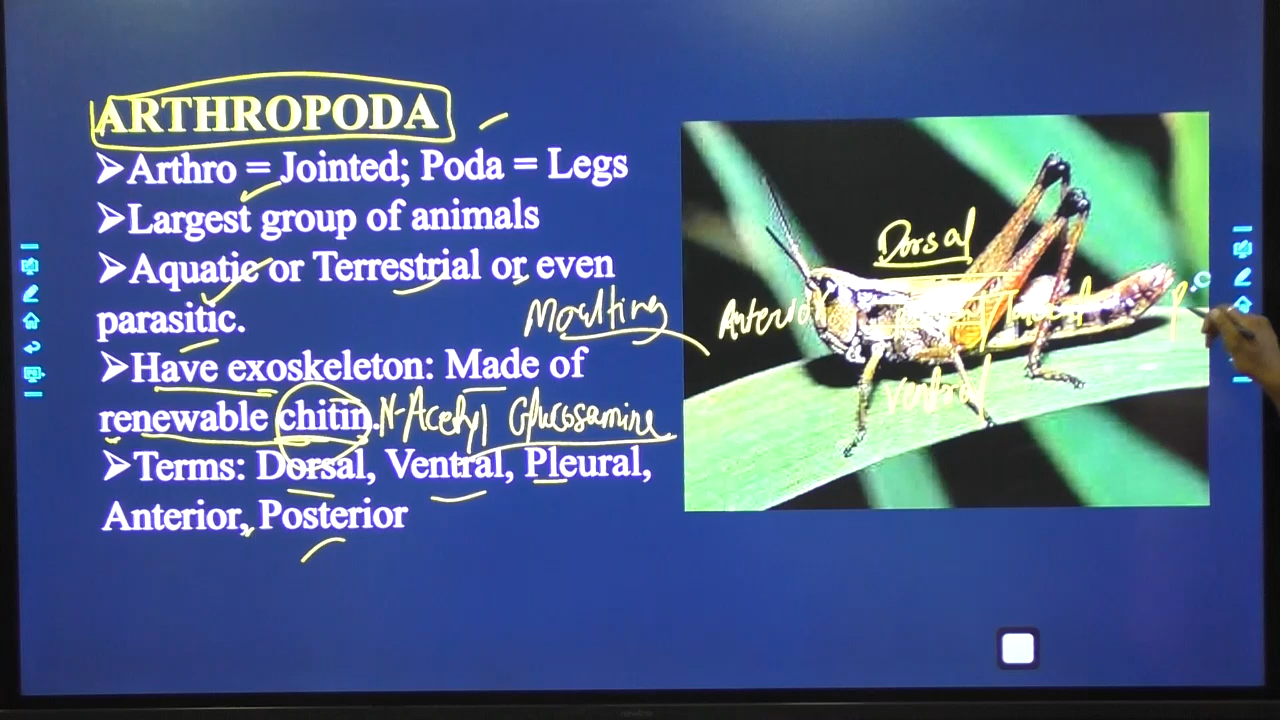 ARTHROPODA
➢Arthro = Jointed; Poda = Legs
➢Largest group of animals
➢Aquatic or Terrestrial or even
parasitic.
Moulting
➢Have exoskeleton: Made of
renewable chitin.
N-Acetyl Glucosamine
➢Terms: Dorsal, Ventral, Pleural,
Anterior, Posterior
Dorsal
Anterior
Ventral
P